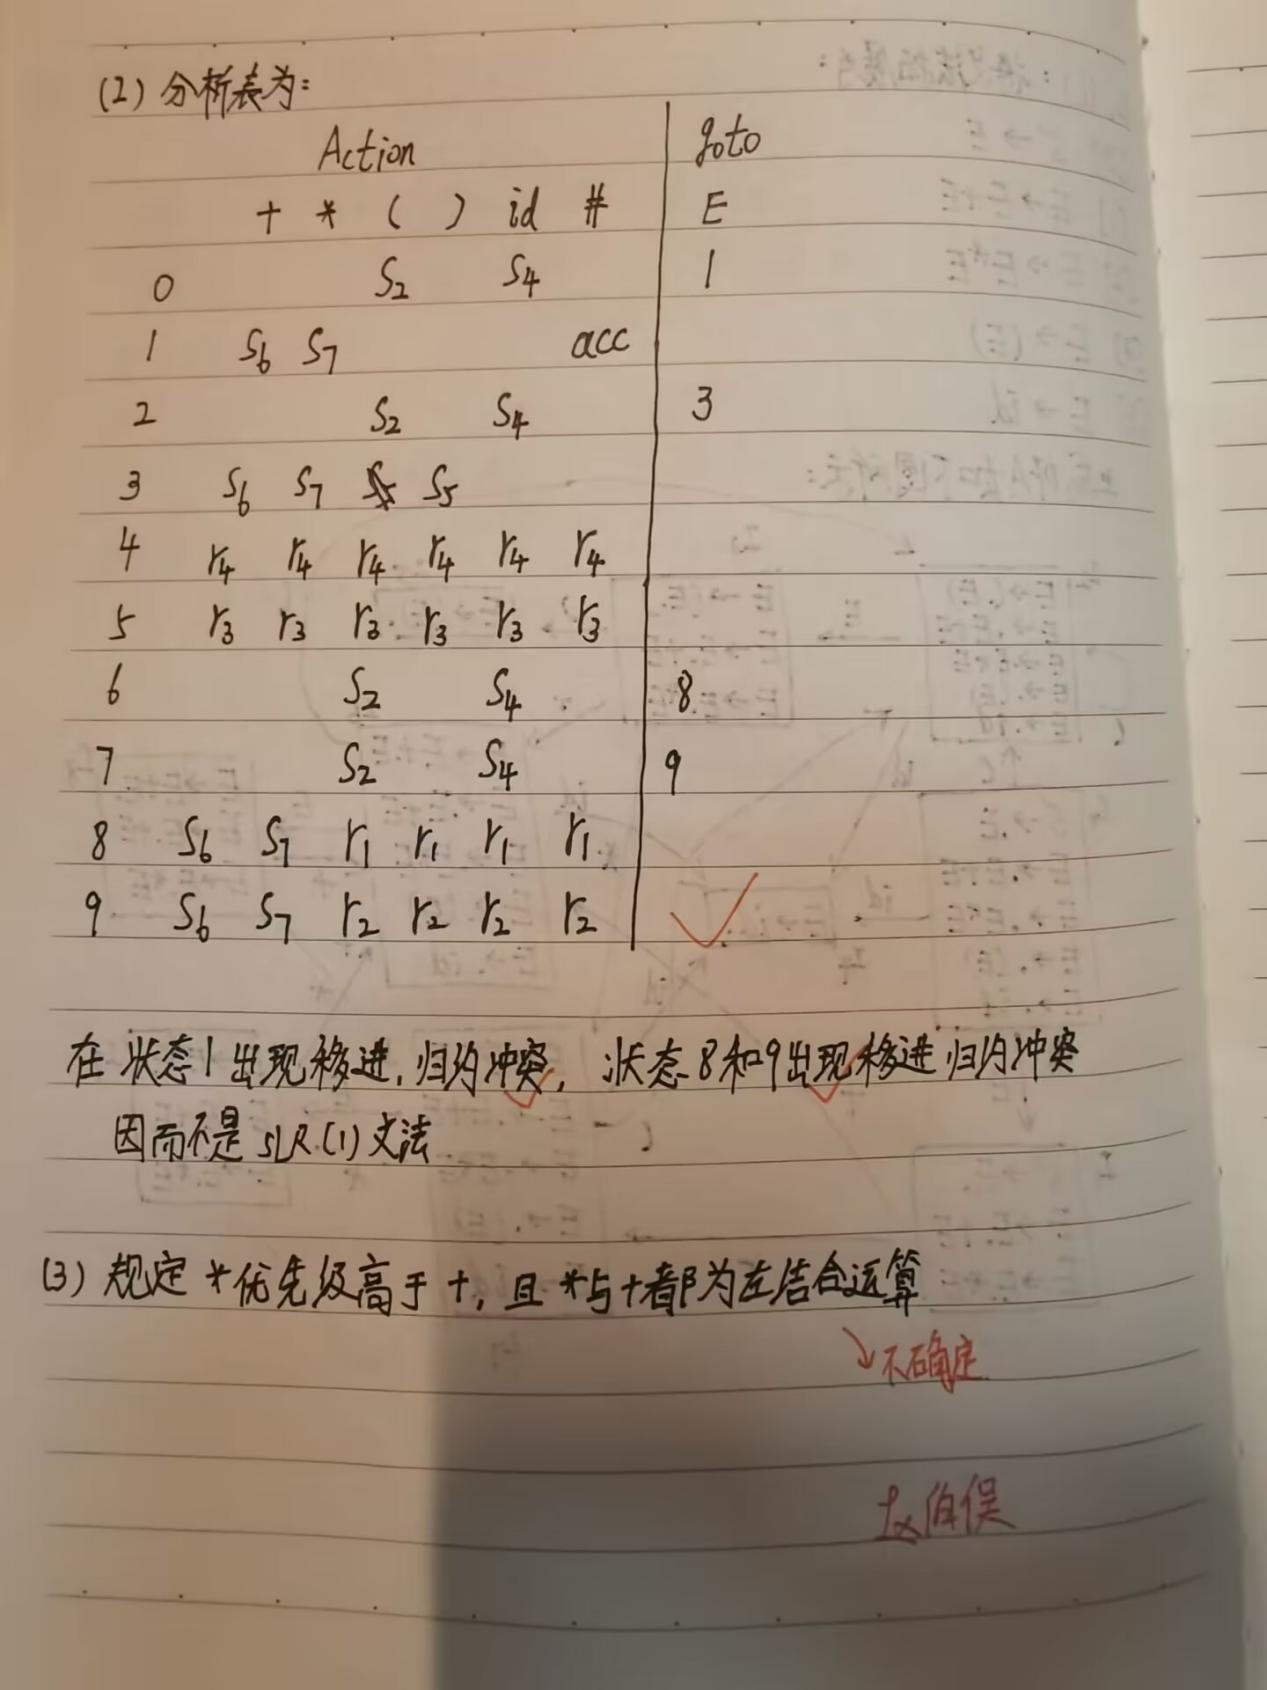 (2) 分析表为:
Action goto
+ * ( ) id # E
0 S2 S4 1
1 S6 S7 acc
2 S2 S4 3
3 S6 S7 S5
4 r4 r4 r4 r4 r4 r4
5 r3 r3 r3 r3 r3 r3
6 S2 S4 8
7 S2 S4 9
8 S6 S7 r1 r1 r1 r1
9 S6 S7 r2 r2 r2 r2
在状态1出现移进,归约冲突, 状态8和9出现移进归约冲突
因而不是SLR(1)文法
(3) 规定*优先级高于+, 且*与+都为左结合运算
不确定